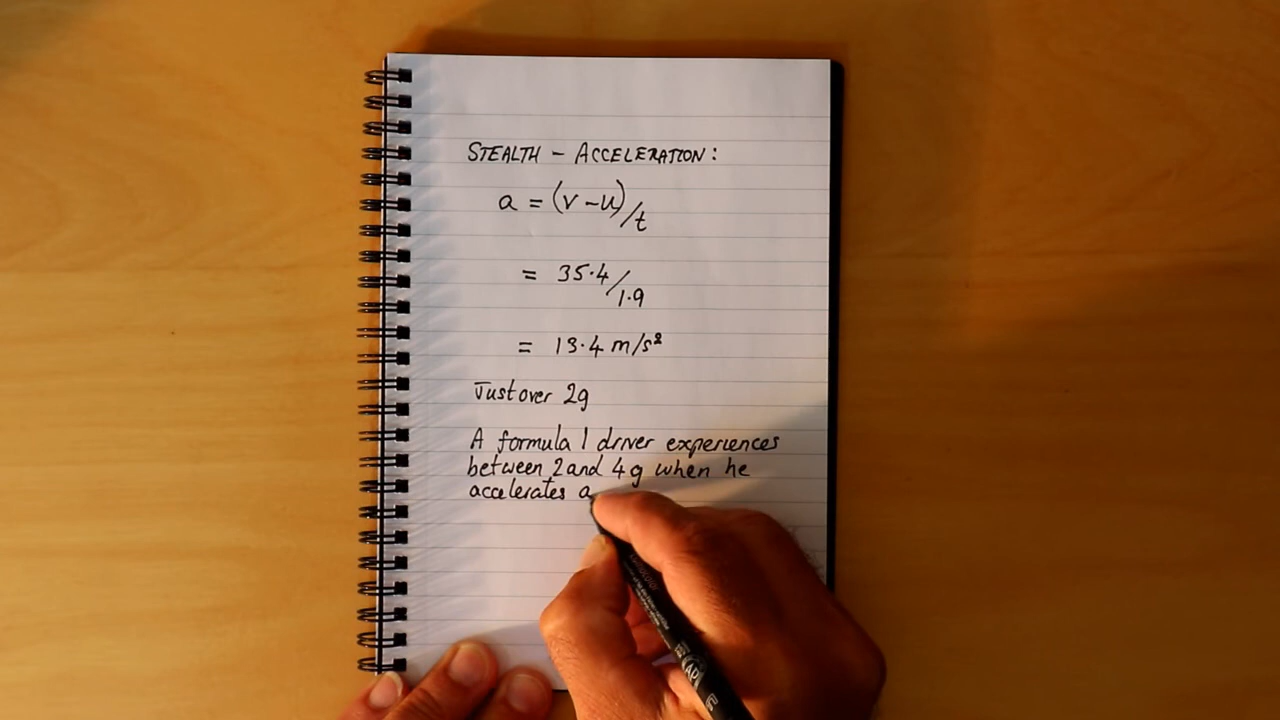 STEALTH - ACCELERATION:
a = (v-u)/t
= 35.4/1.9
= 13.4 m/s²
Just over 2g
A formula 1 driver experiences
between 2 and 4g when he
accelerates a